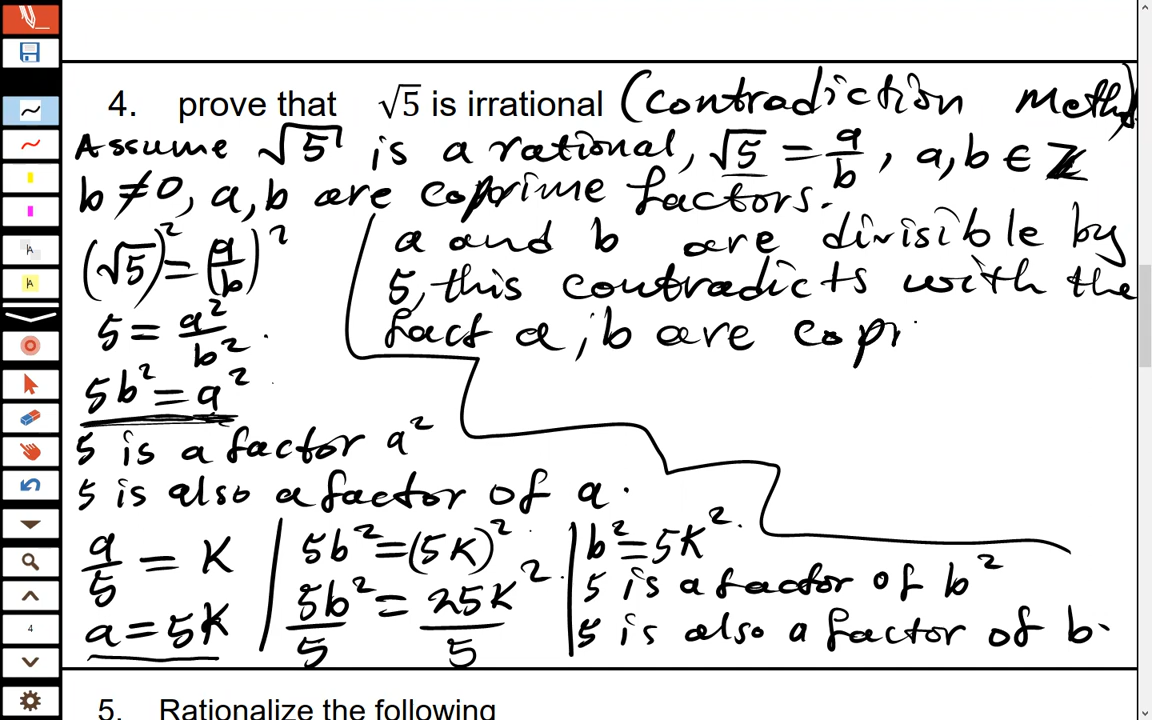 4. prove that √5 is irrational (contradiction Meth
Assume √5 is a rational, √5 = a/b, a,b ∈ Z
b ≠ 0, a, b are coprime factors.
(√5)² = (a/b)²
5 = a²/b²
5b² = a²
5 is a factor a²
5 is also a factor of a.
a/5 = K
a = 5K
5b² = (5K)²
5b²/5 = 25K²/5
b² = 5K²
5 is a factor of b²
5 is also a factor of b.
a and b are divisible by
5, this contradicts with the
fact a, b are copr
5. Rationalize the following
4